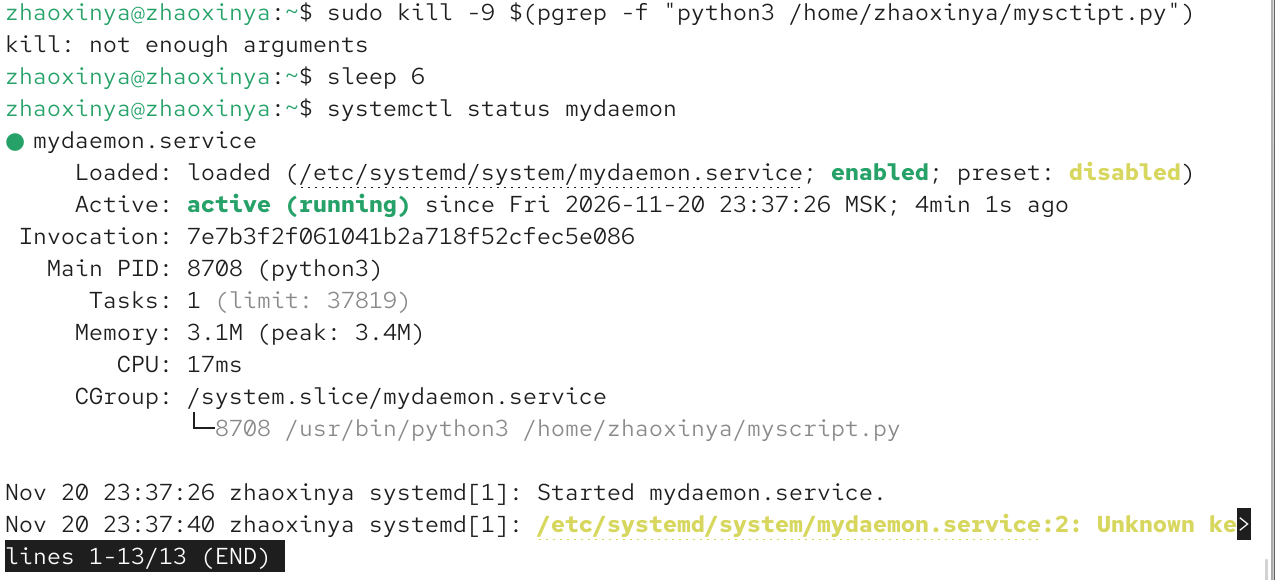 zhaoxinya@zhaoxinya:~$ sudo kill -9 $(pgrep -f "python3 /home/zhaoxinya/mysctipt.py")
kill: not enough arguments
zhaoxinya@zhaoxinya:~$ sleep 6
zhaoxinya@zhaoxinya:~$ systemctl status mydaemon
● mydaemon.service
     Loaded: loaded (/etc/systemd/system/mydaemon.service; enabled; preset: disabled)
     Active: active (running) since Fri 2026-11-20 23:37:26 MSK; 4min 1s ago
 Invocation: 7e7b3f2f061041b2a718f52cfec5e086
   Main PID: 8708 (python3)
      Tasks: 1 (limit: 37819)
     Memory: 3.1M (peak: 3.4M)
        CPU: 17ms
     CGroup: /system.slice/mydaemon.service
             └─8708 /usr/bin/python3 /home/zhaoxinya/myscript.py

Nov 20 23:37:26 zhaoxinya systemd[1]: Started mydaemon.service.
Nov 20 23:37:40 zhaoxinya systemd[1]: /etc/systemd/system/mydaemon.service:2: Unknown ke>
lines 1-13/13 (END)